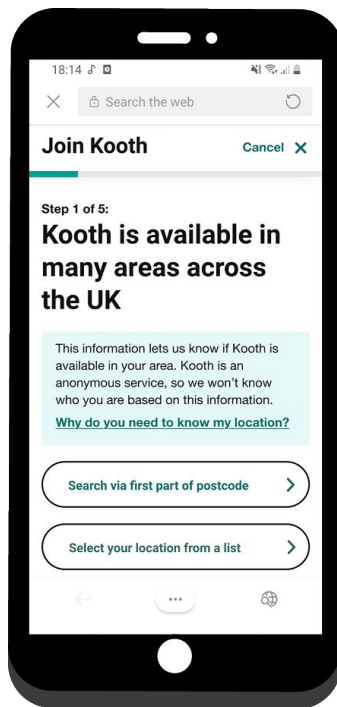 18:14
Search the web
Join Kooth
Cancel
Step 1 of 5:
Kooth is available in
many areas across
the UK
This information lets us know if Kooth is
available in your area. Kooth is an
anonymous service, so we won't know
who you are based on this information.
Why do you need to know my location?
Search via first part of postcode
Select your location from a list